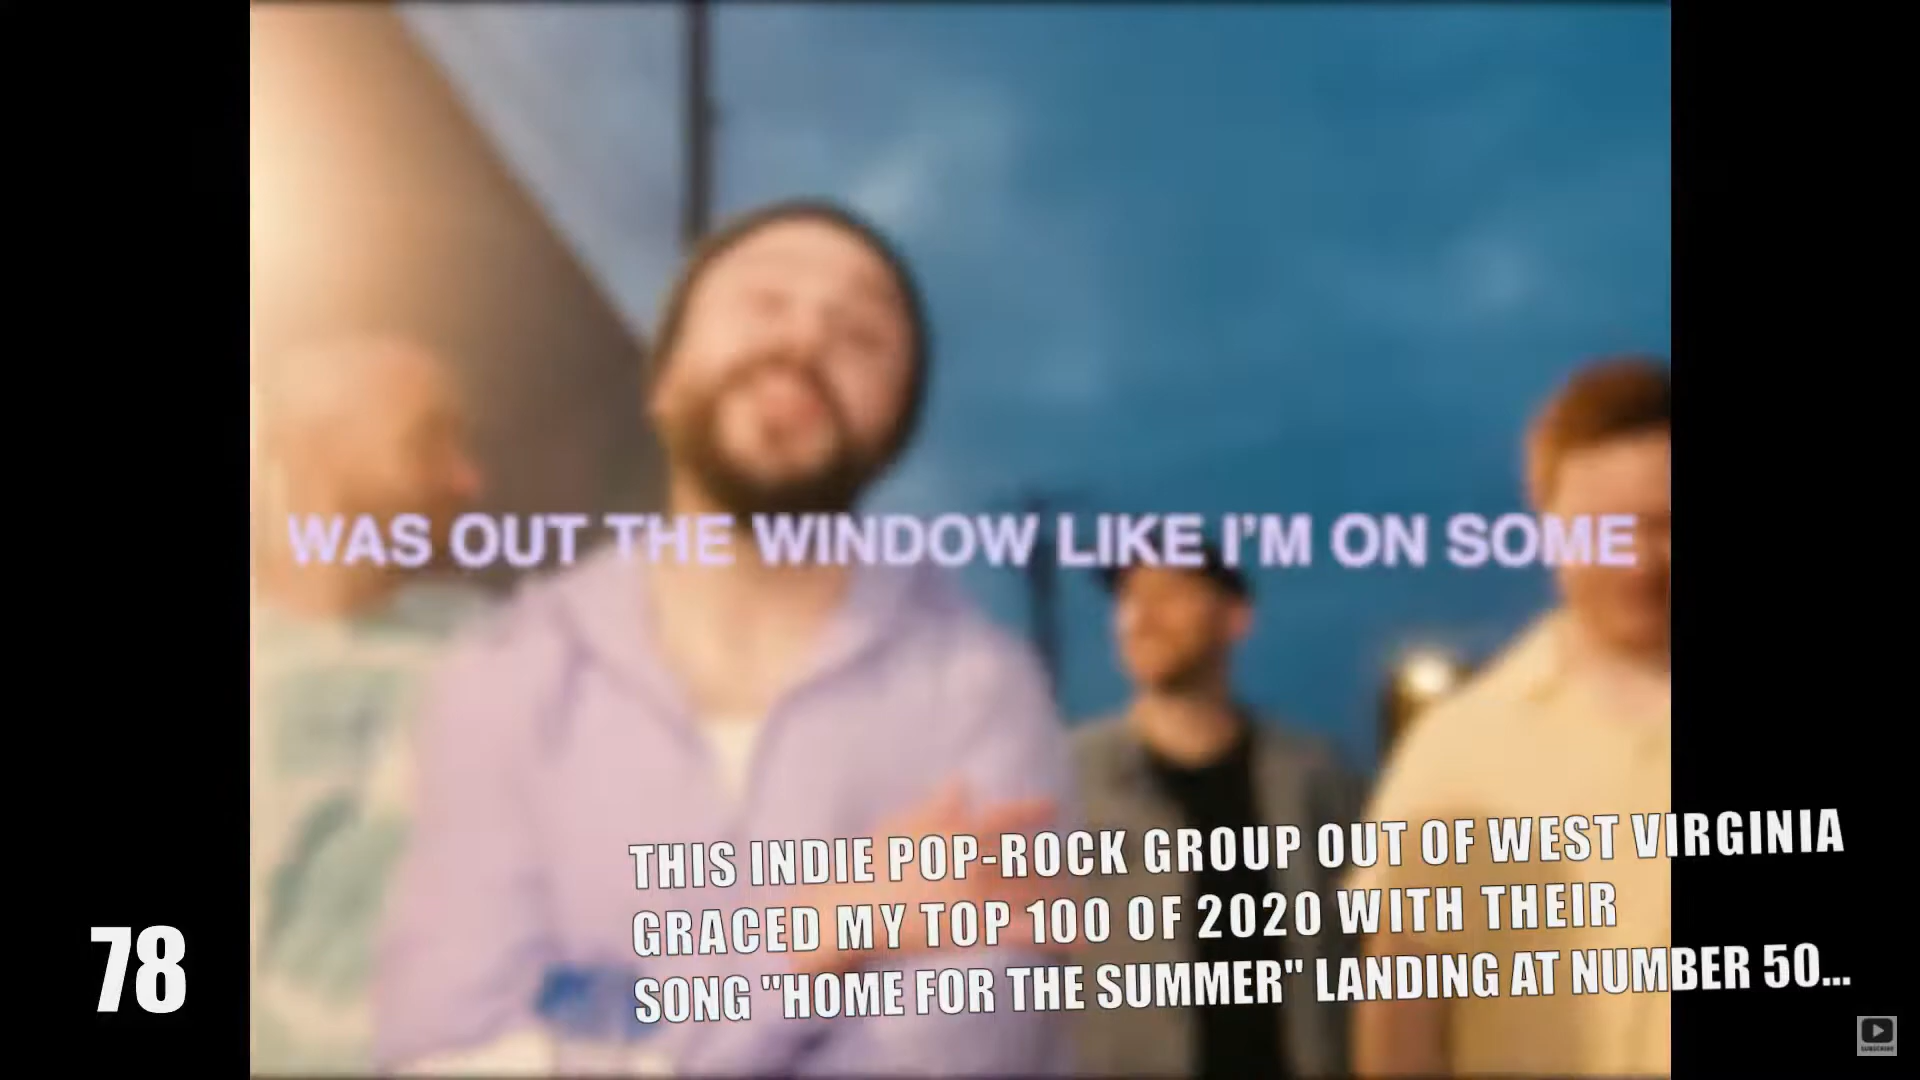 WAS OUT THE WINDOW LIKE I'M ON SOME
THIS INDIE POP-ROCK GROUP OUT OF WEST VIRGINIA
GRACED MY TOP 100 OF 2020 WITH THEIR
SONG "HOME FOR THE SUMMER" LANDING AT NUMBER 50...
78
SUBSCRIBE